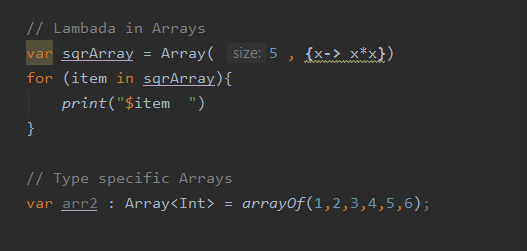 // Lambada in Arrays
var sqrArray = Array( size: 5 , {x-> x*x})
for (item in sqrArray){
print("$item  ")
}
// Type specific Arrays
var arr2 : Array<Int> = arrayOf(1,2,3,4,5,6);